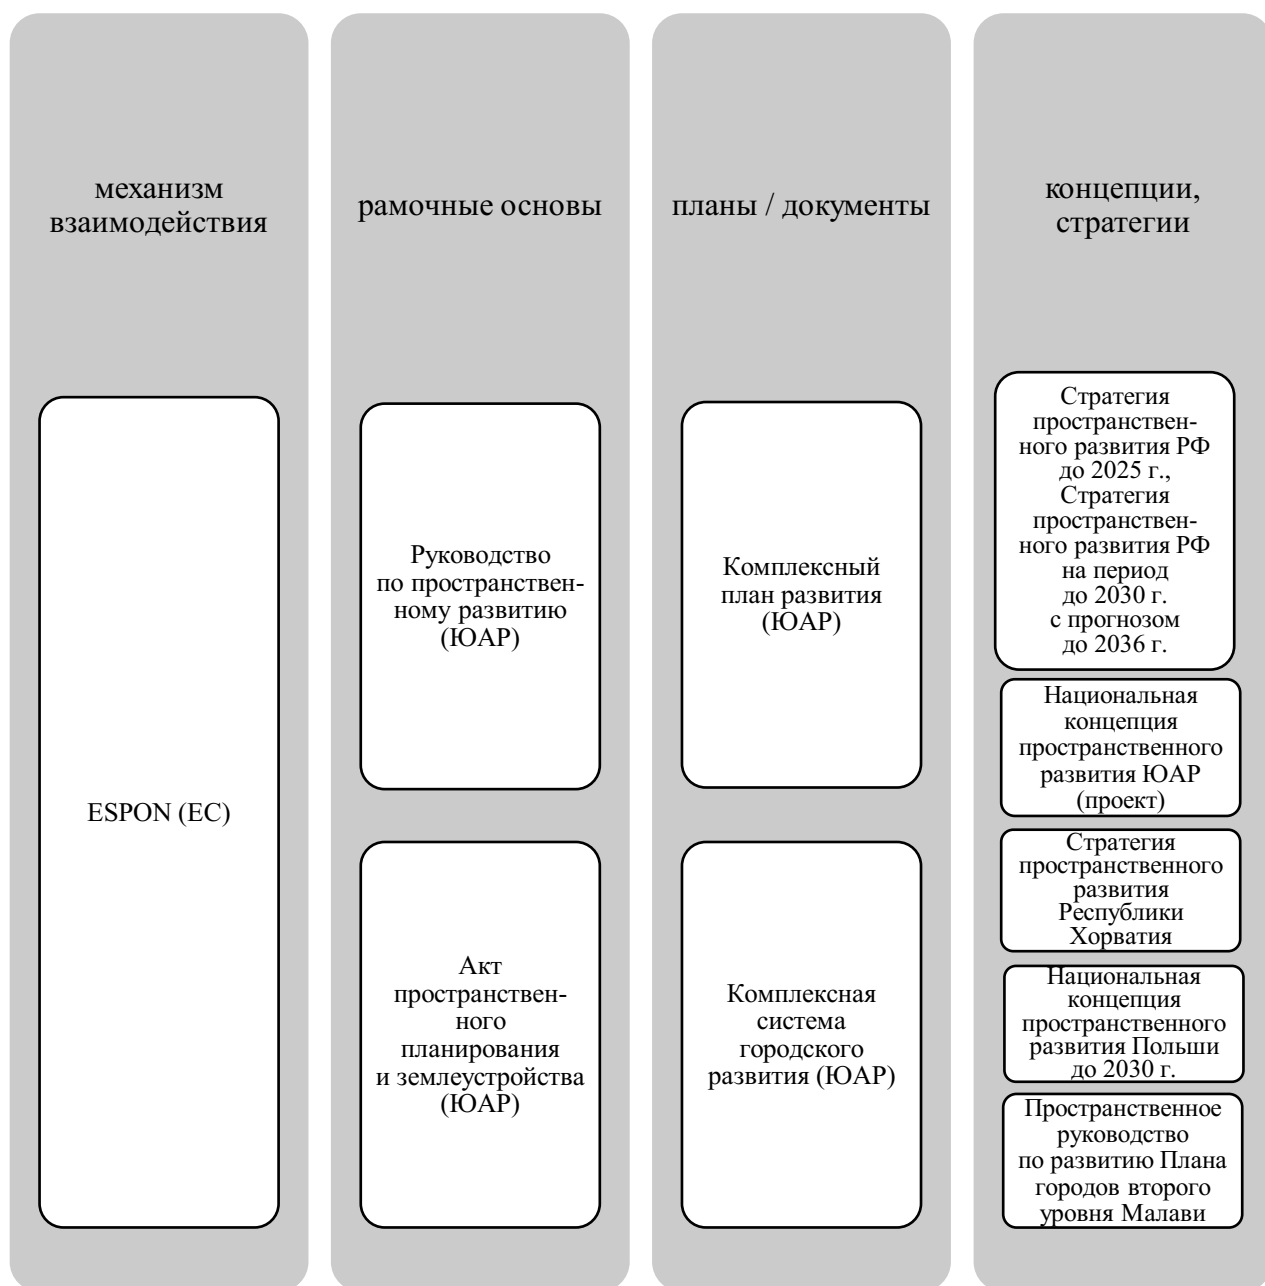 механизм
взаимодействия
ESPON (ЕС)
рамочные основы
Руководство
по пространствен-
ному развитию
(ЮАР)
Акт
пространствен-
ного
планирования
и землеустройства
(ЮАР)
планы / документы
Комплексный
план развития
(ЮАР)
Комплексная
система
городского
развития (ЮАР)
концепции,
стратегии
Стратегия
пространствен-
ного развития РФ
до 2025 г.,
Стратегия
пространствен-
ного развития РФ
на период
до 2030 г.
с прогнозом
до 2036 г.
Национальная
концепция
пространственного
развития ЮАР
(проект)
Стратегия
пространственного
развития
Республики
Хорватия
Национальная
концепция
пространственного
развития Польши
до 2030 г.
Пространственное
руководство
по развитию Плана
городов второго
уровня Малави